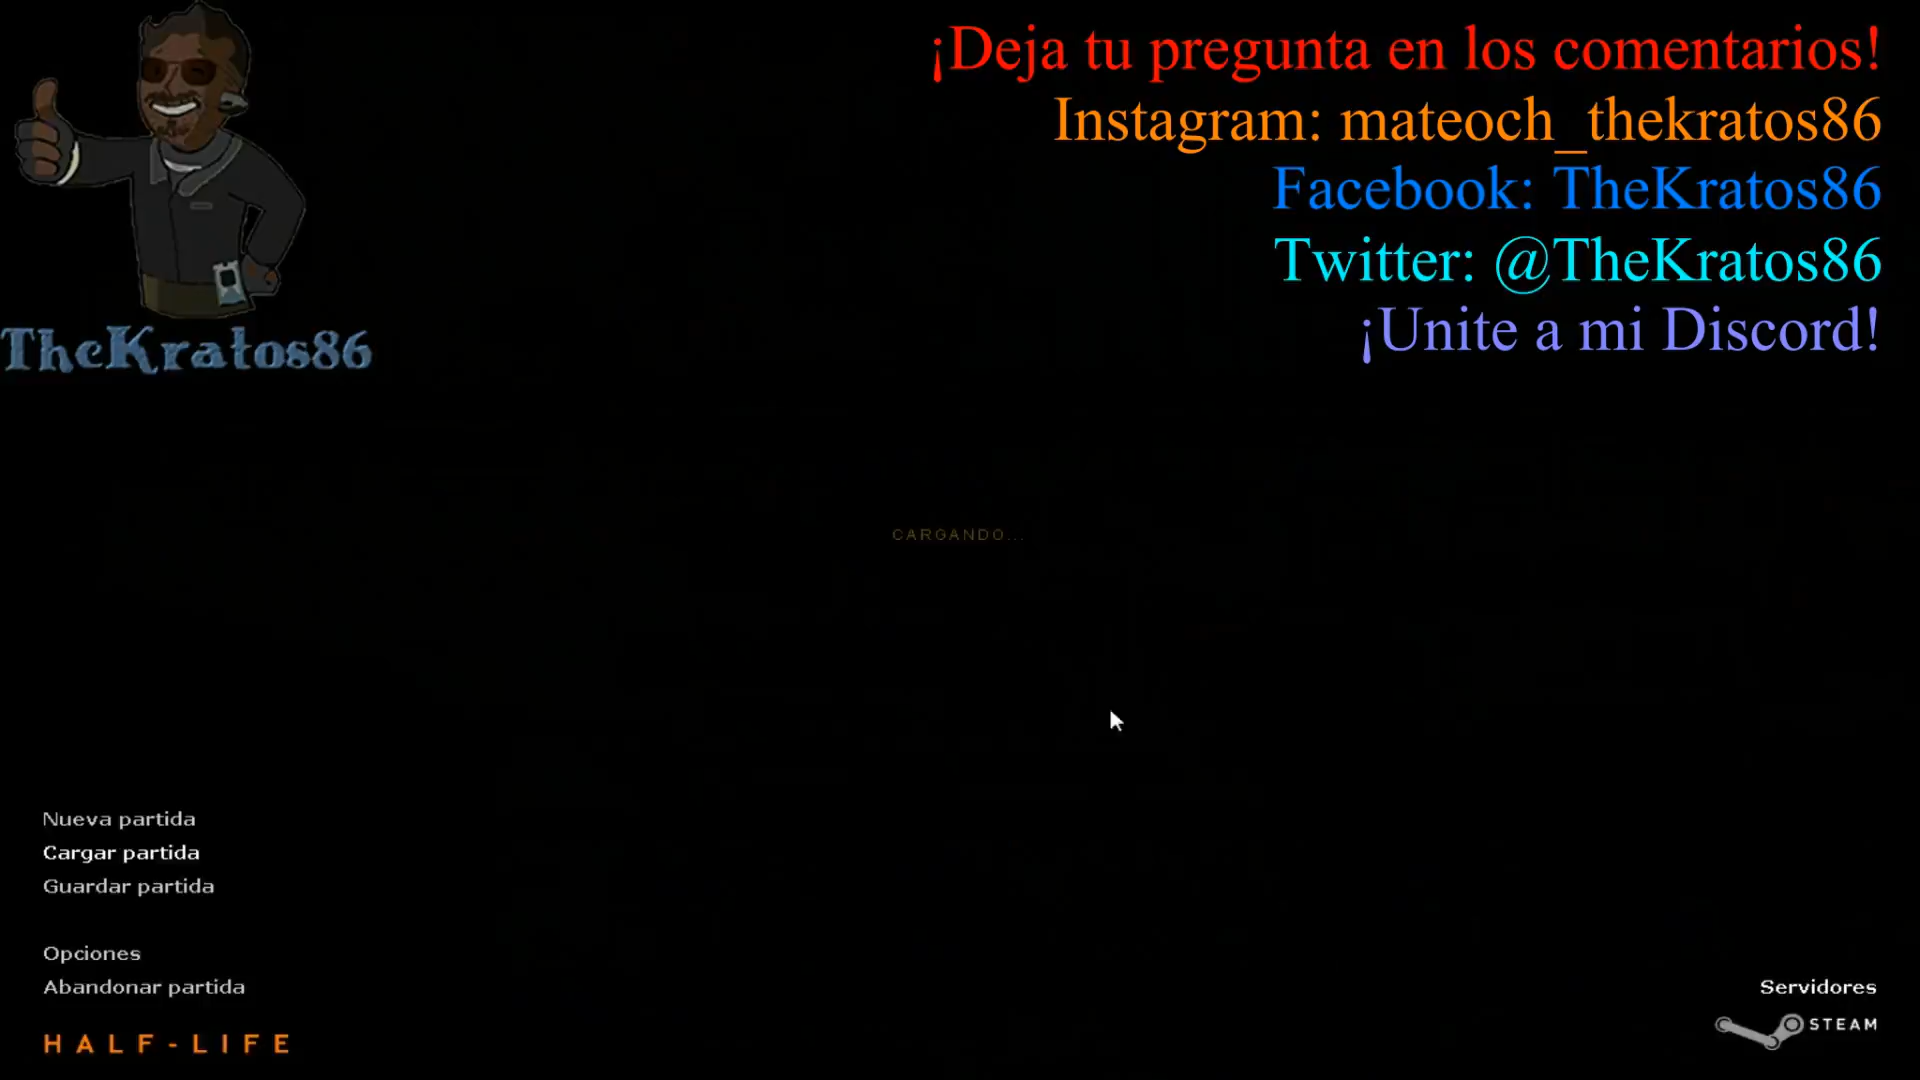 ¡Deja tu pregunta en los comentarios!
Instagram: mateoch_thekratos86
Facebook: TheKratos86
Twitter: @TheKratos86
¡Unite a mi Discord!
TheKratos86
CARGANDO...
Nueva partida
Cargar partida
Guardar partida
Opciones
Abandonar partida
Servidores
HALF-LIFE
STEAM